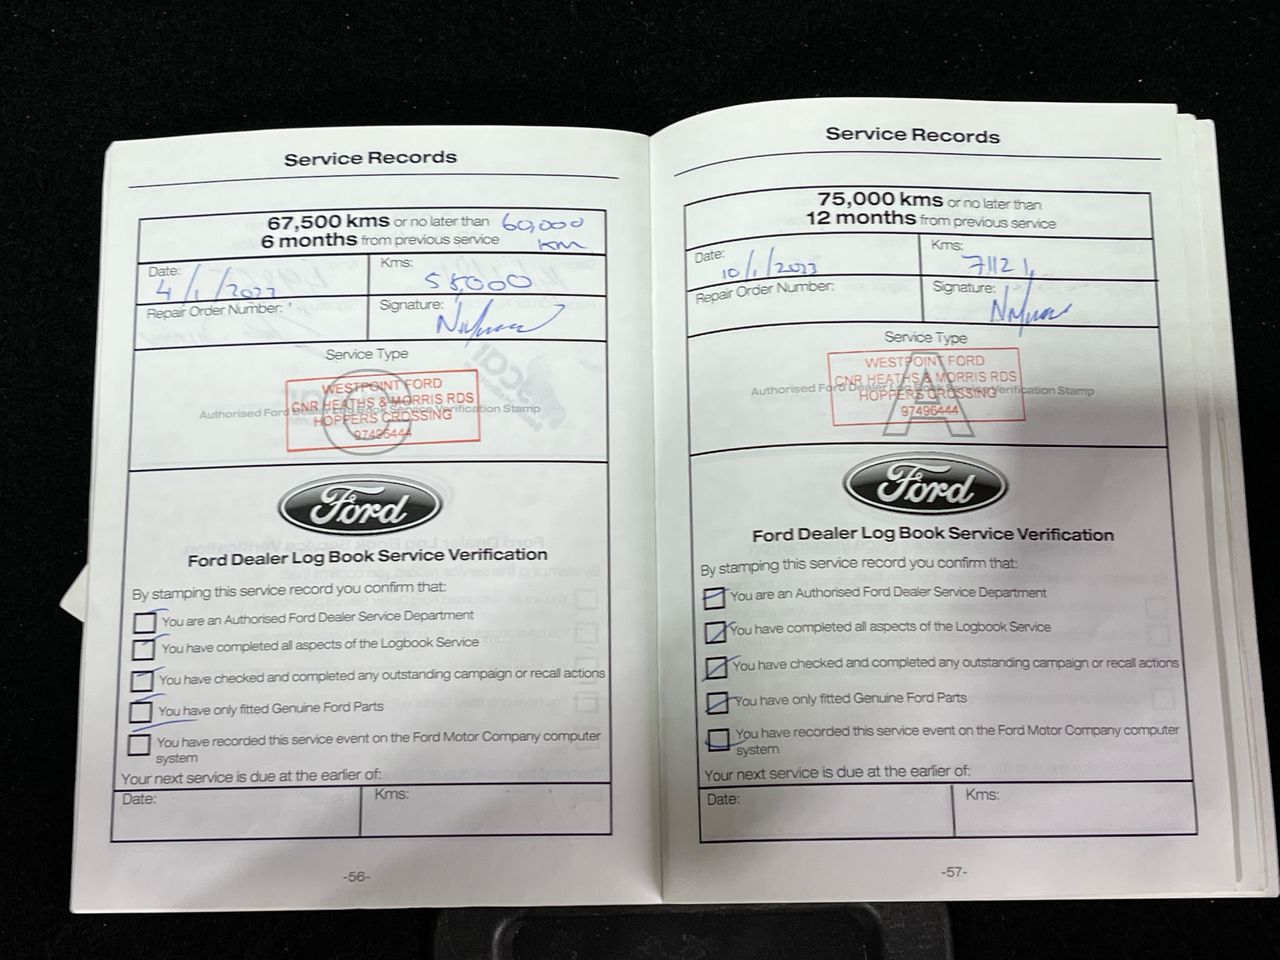 Service Records
67,500 kms or no later than 60,000
6 months from previous service km
Date: 4/1/2022
Kms: 58,000
Repair Order Number:
Signature:
Service Type
C
Authorised Ford Dealer Log Book Service Verification Stamp
WESTPOINT FORD
CNR HEATHS & MORRIS RDS
HOPPERS CROSSING
97496444
Ford
Ford Dealer Log Book Service Verification
By stamping this service record you confirm that:
You are an Authorised Ford Dealer Service Department
You have completed all aspects of the Logbook Service
You have checked and completed any outstanding campaign or recall actions
You have only fitted Genuine Ford Parts
You have recorded this service event on the Ford Motor Company computer
system
Your next service is due at the earlier of:
Date:
Kms:
-56-
Service Records
75,000 kms or no later than
12 months from previous service
Date: 10/1/2023
Kms: 71121
Repair Order Number:
Signature:
Service Type
A
Authorised Ford Dealer Log Book Service Verification Stamp
WESTPOINT FORD
CNR HEATHS & MORRIS RDS
HOPPERS CROSSING
97496444
Ford
Ford Dealer Log Book Service Verification
By stamping this service record you confirm that:
You are an Authorised Ford Dealer Service Department
You have completed all aspects of the Logbook Service
You have checked and completed any outstanding campaign or recall actions
You have only fitted Genuine Ford Parts
You have recorded this service event on the Ford Motor Company computer
system
Your next service is due at the earlier of:
Date:
Kms:
-57-